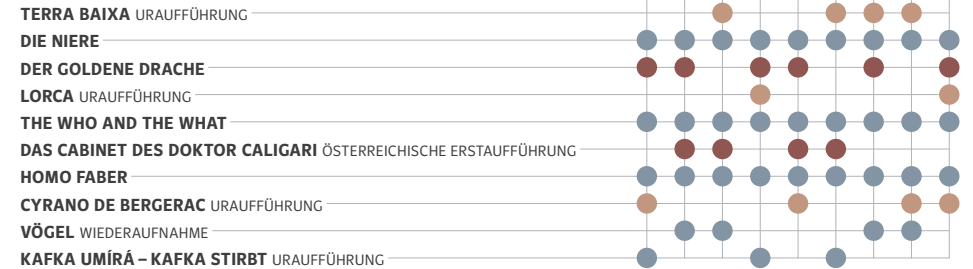 TERRA BAIXA URAUFFÜHRUNG
DIE NIERE
DER GOLDENE DRACHE
LORCA URAUFFÜHRUNG
THE WHO AND THE WHAT
DAS CABINET DES DOKTOR CALIGARI ÖSTERREICHISCHE ERSTAUFFÜHRUNG
HOMO FABER
CYRANO DE BERGERAC URAUFFÜHRUNG
VÖGEL WIEDERAUFNAHME
KAFKA UMÍRÁ – KAFKA STIRBT URAUFFÜHRUNG